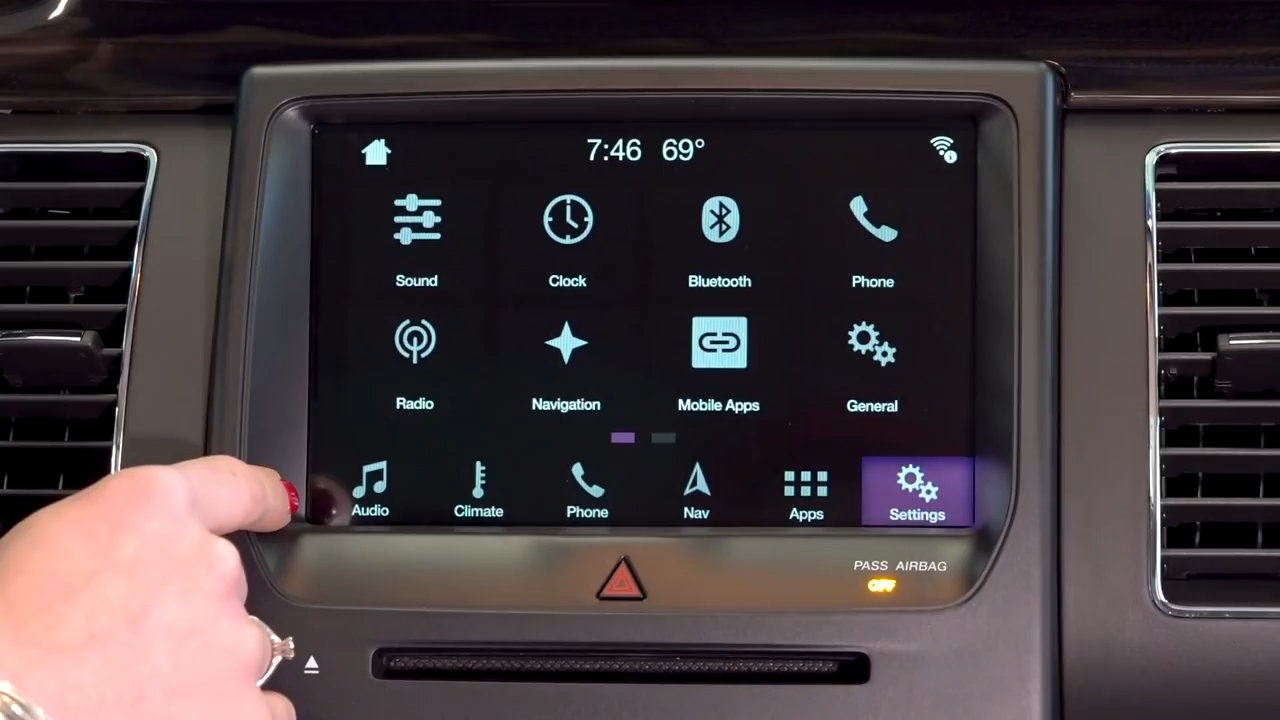 7:46 69°
Sound Clock Bluetooth Phone
Radio Navigation Mobile Apps General
Audio Climate Phone Nav Apps Settings
PASS AIRBAG
OFF